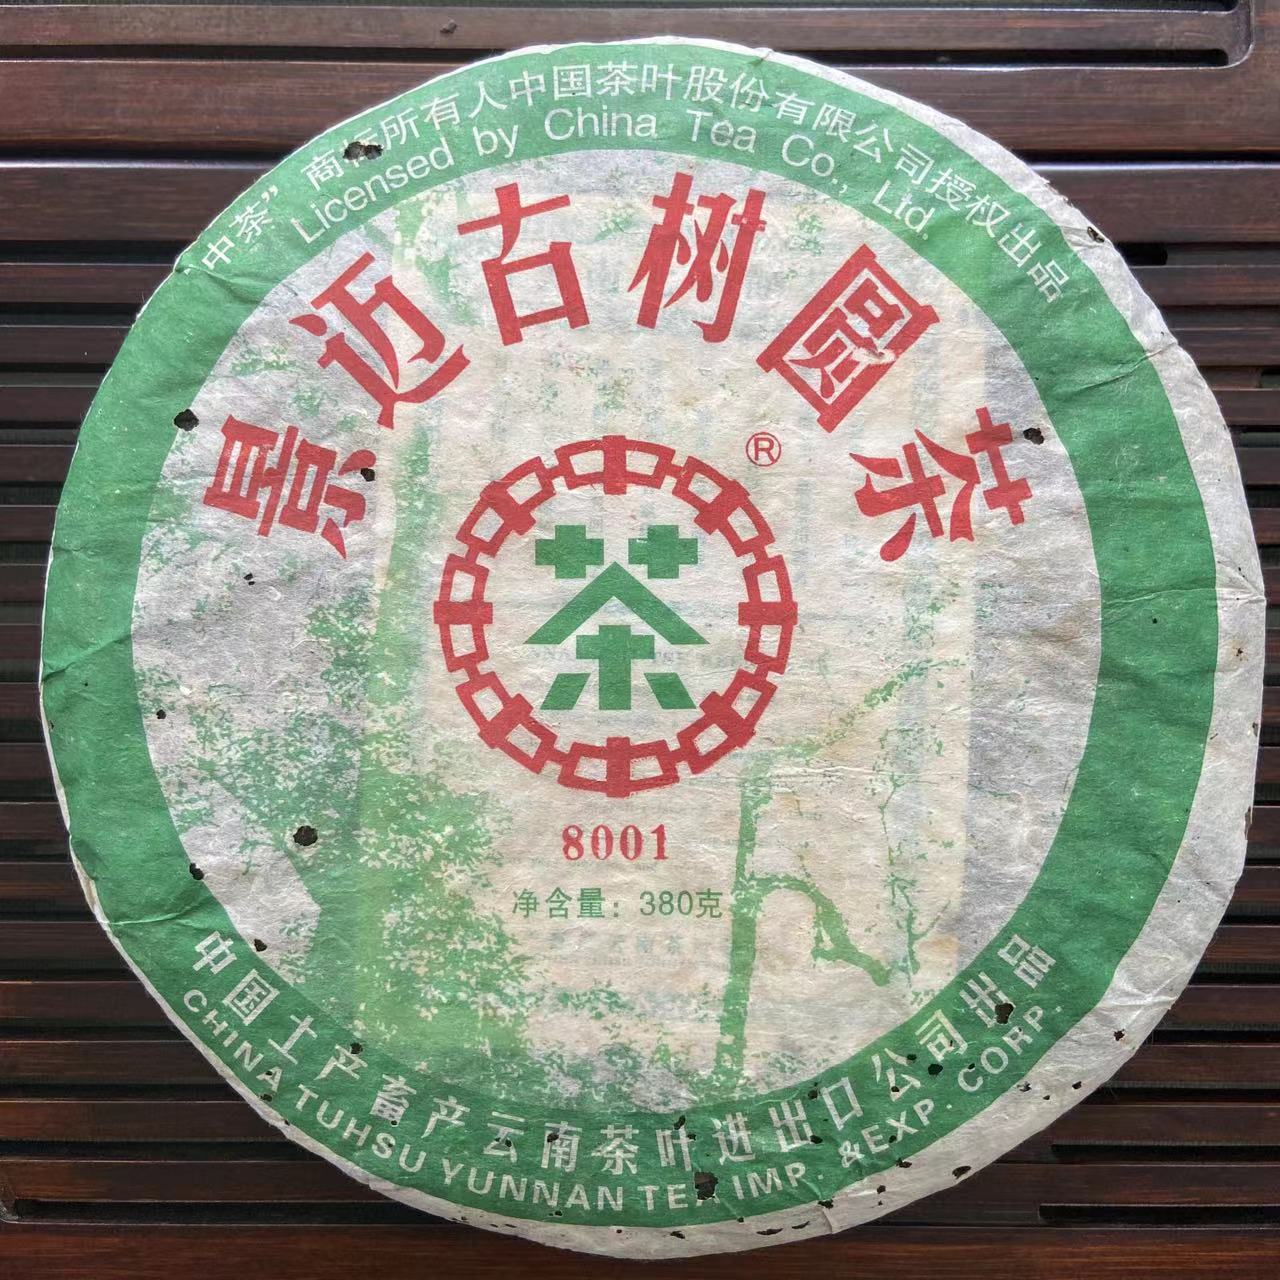 中茶”商标所有人中国茶叶股份有限公司授权出品
Licensed by China Tea Co., Ltd.
景迈古树圆茶
®
茶
8001
净含量：380克
中国土产畜产云南茶叶进出口公司出品
CHINA TUHSU YUNNAN TEA IMP. &EXP. CORP.